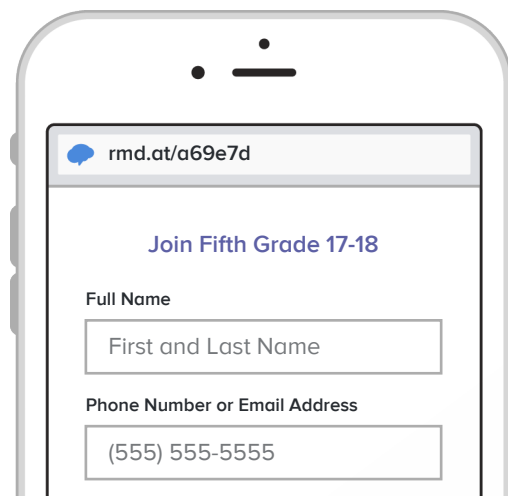 rmd.at/a69e7d
Join Fifth Grade 17-18
Full Name
First and Last Name
Phone Number or Email Address
(555) 555-5555